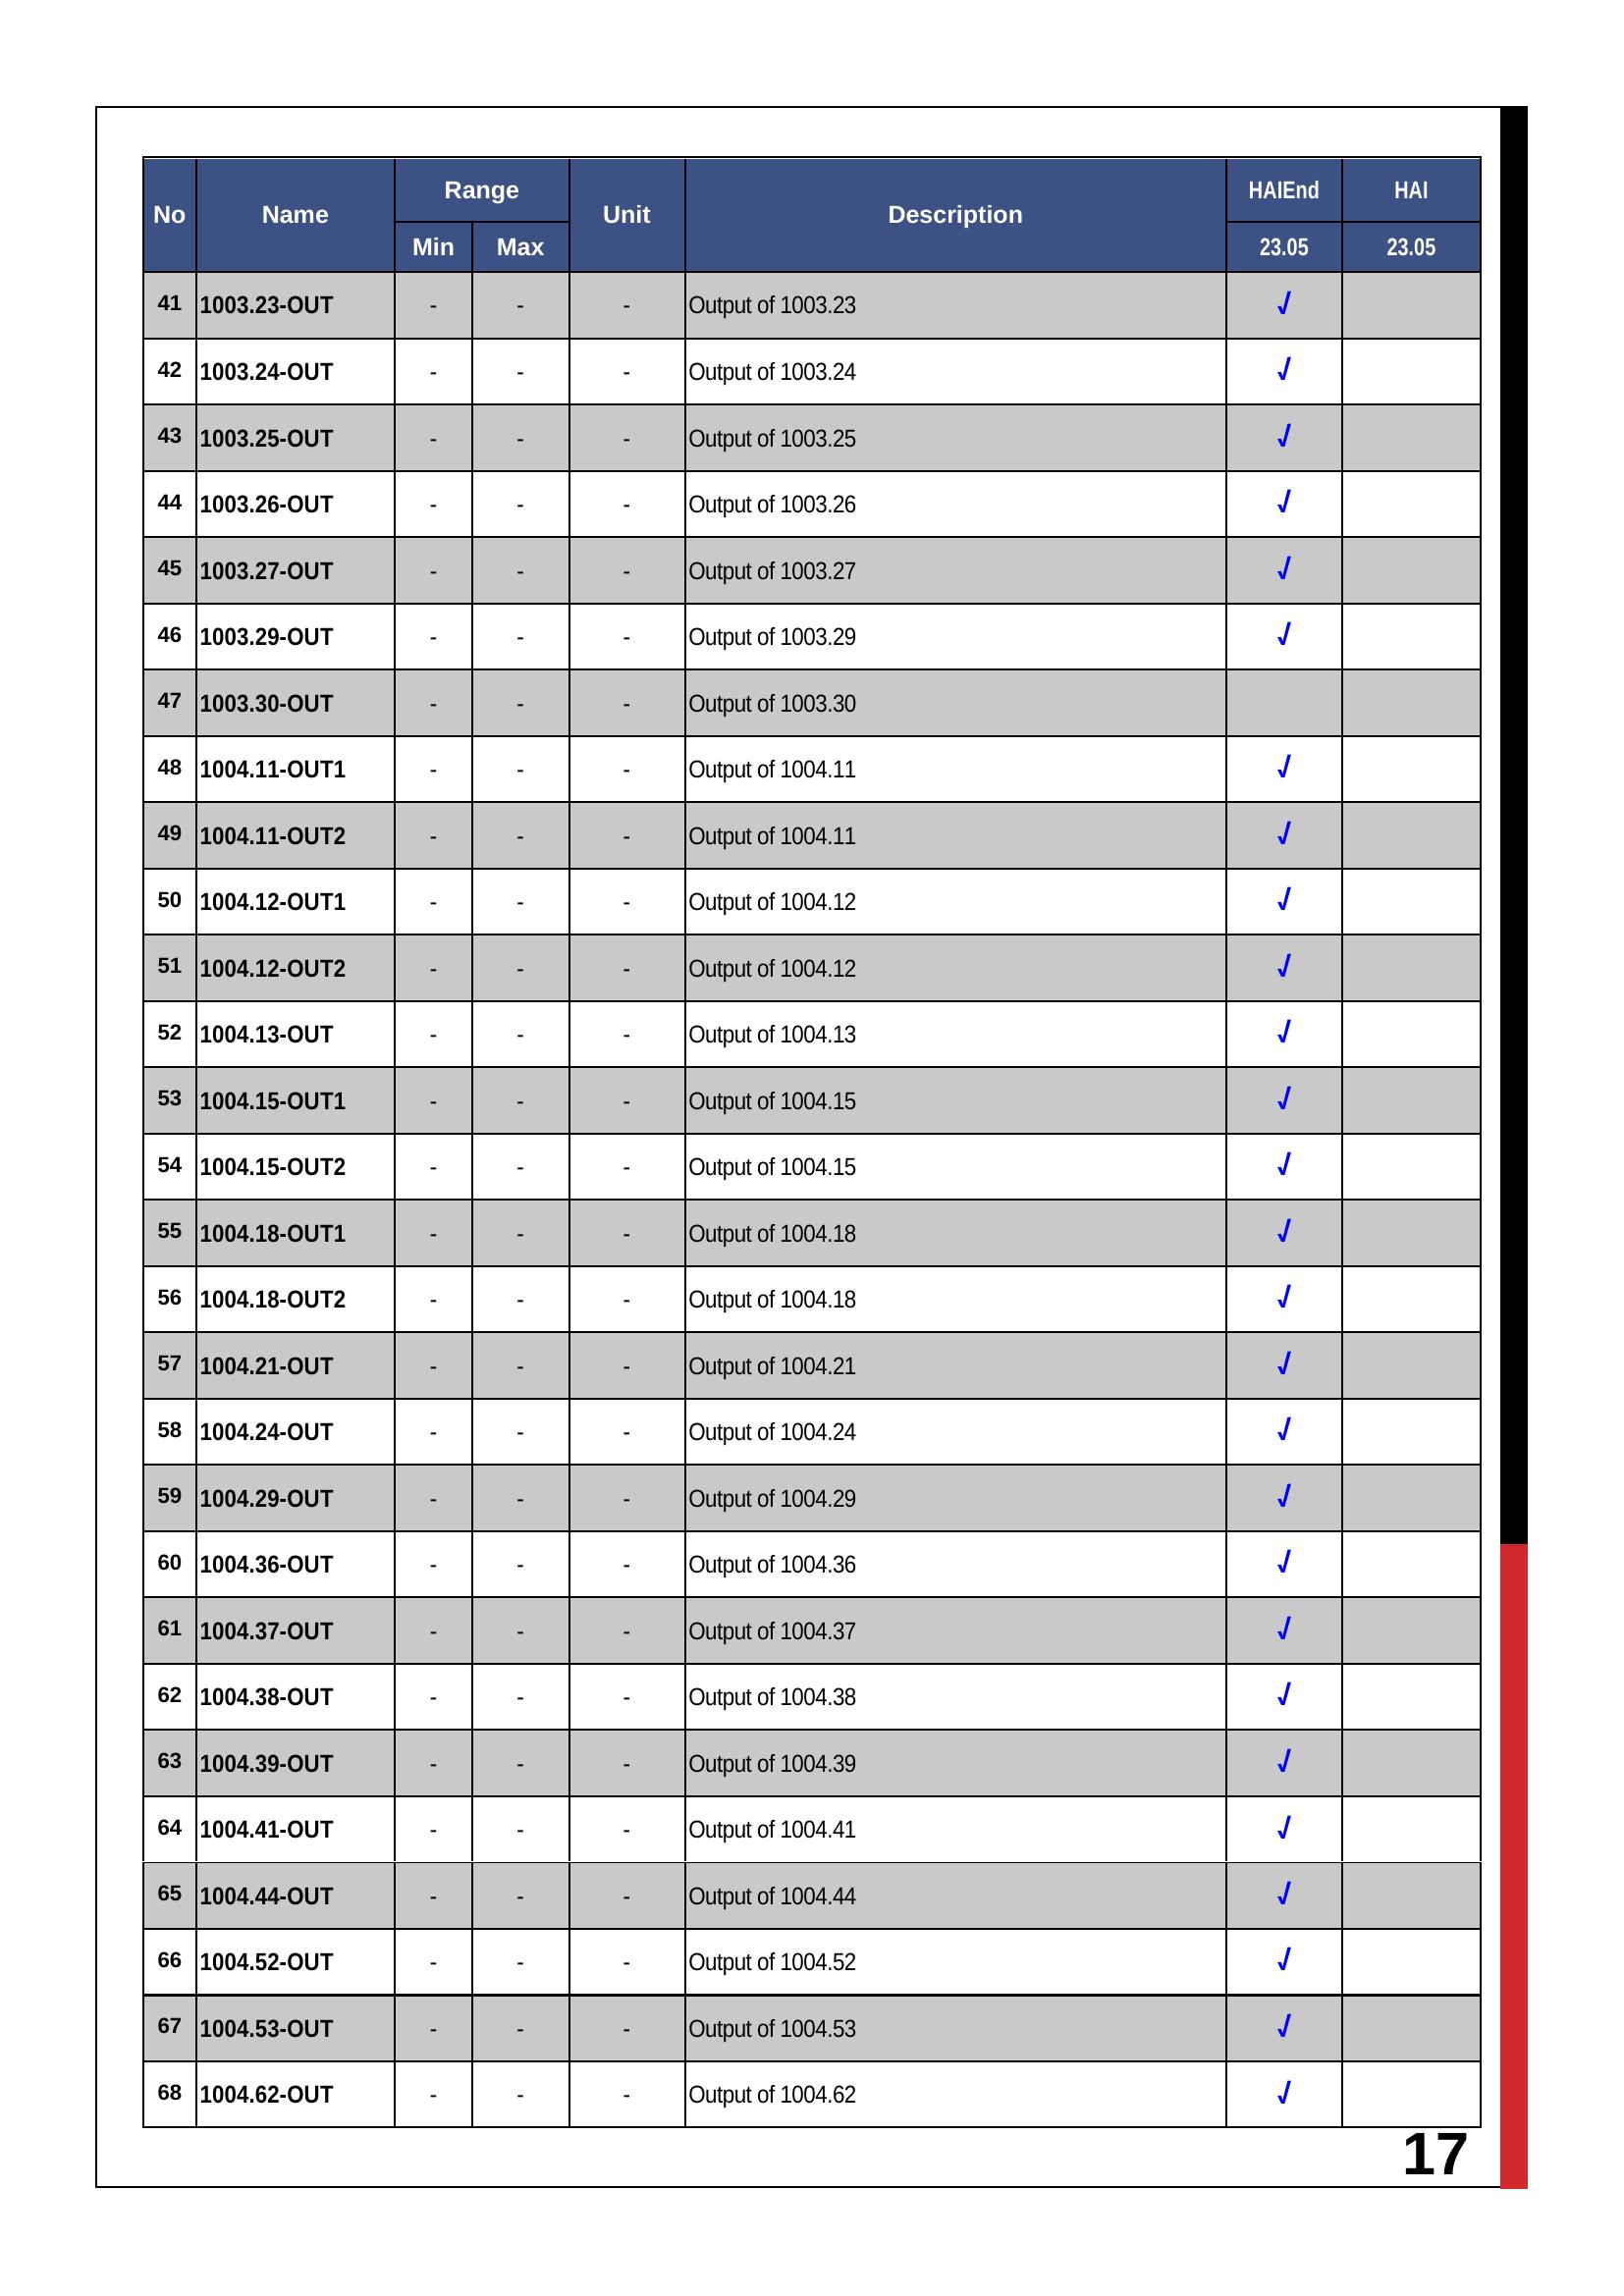 No Name Range Unit Description HAIEnd HAI
Min Max 23.05 23.05
41 1003.23-OUT - - - Output of 1003.23 √
42 1003.24-OUT - - - Output of 1003.24 √
43 1003.25-OUT - - - Output of 1003.25 √
44 1003.26-OUT - - - Output of 1003.26 √
45 1003.27-OUT - - - Output of 1003.27 √
46 1003.29-OUT - - - Output of 1003.29 √
47 1003.30-OUT - - - Output of 1003.30
48 1004.11-OUT1 - - - Output of 1004.11 √
49 1004.11-OUT2 - - - Output of 1004.11 √
50 1004.12-OUT1 - - - Output of 1004.12 √
51 1004.12-OUT2 - - - Output of 1004.12 √
52 1004.13-OUT - - - Output of 1004.13 √
53 1004.15-OUT1 - - - Output of 1004.15 √
54 1004.15-OUT2 - - - Output of 1004.15 √
55 1004.18-OUT1 - - - Output of 1004.18 √
56 1004.18-OUT2 - - - Output of 1004.18 √
57 1004.21-OUT - - - Output of 1004.21 √
58 1004.24-OUT - - - Output of 1004.24 √
59 1004.29-OUT - - - Output of 1004.29 √
60 1004.36-OUT - - - Output of 1004.36 √
61 1004.37-OUT - - - Output of 1004.37 √
62 1004.38-OUT - - - Output of 1004.38 √
63 1004.39-OUT - - - Output of 1004.39 √
64 1004.41-OUT - - - Output of 1004.41 √
65 1004.44-OUT - - - Output of 1004.44 √
66 1004.52-OUT - - - Output of 1004.52 √
67 1004.53-OUT - - - Output of 1004.53 √
68 1004.62-OUT - - - Output of 1004.62 √
17